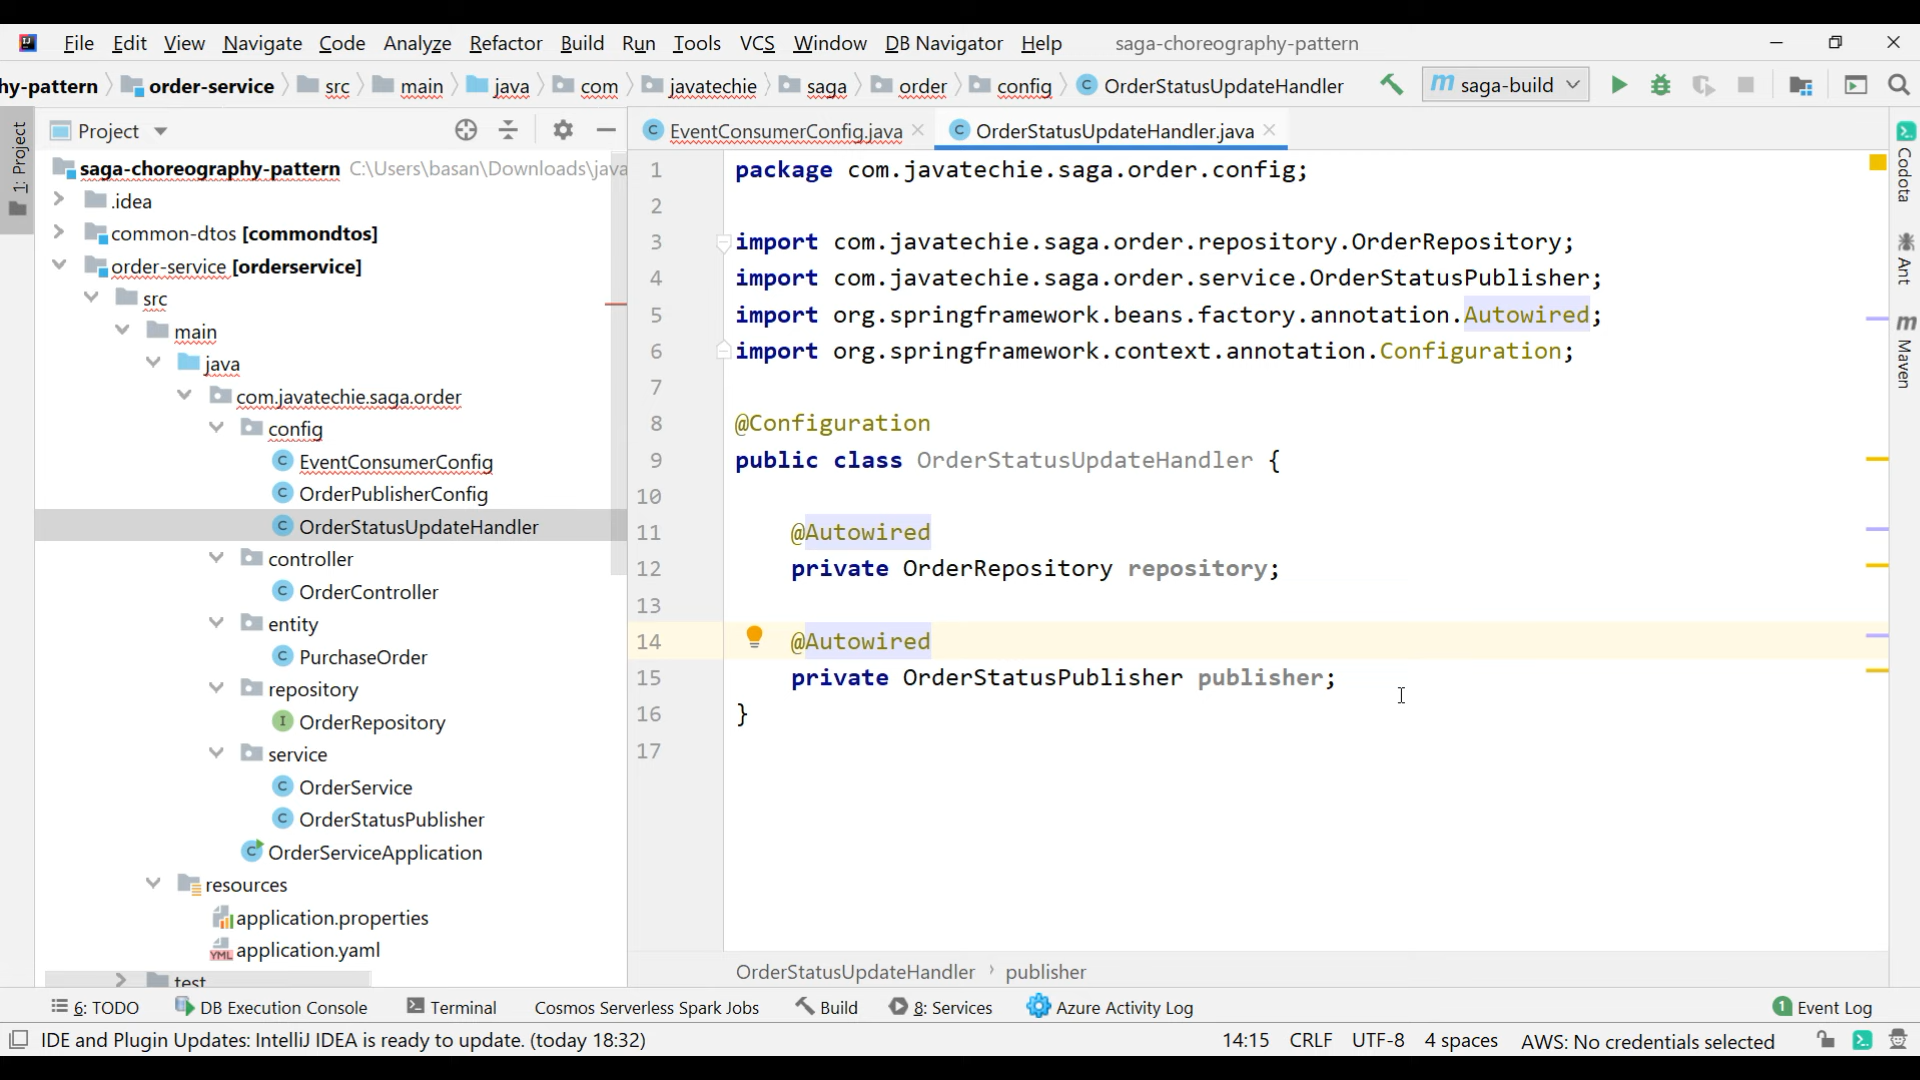 File Edit View Navigate Code Analyze Refactor Build Run Tools VCS Window DB Navigator Help saga-choreography-pattern
hy-pattern order-service src main java com javatechie saga order config OrderStatusUpdateHandler saga-build
Project
EventConsumerConfig.java OrderStatusUpdateHandler.java
1: Project
saga-choreography-pattern C:\Users\basan\Downloads\java
.idea
common-dtos [commondtos]
order-service [orderservice]
src
main
java
com.javatechie.saga.order
config
EventConsumerConfig
OrderPublisherConfig
OrderStatusUpdateHandler
controller
OrderController
entity
PurchaseOrder
repository
OrderRepository
service
OrderService
OrderStatusPublisher
OrderServiceApplication
resources
application.properties
application.yaml
test
1 package com.javatechie.saga.order.config;
2
3 import com.javatechie.saga.order.repository.OrderRepository;
4 import com.javatechie.saga.order.service.OrderStatusPublisher;
5 import org.springframework.beans.factory.annotation.Autowired;
6 import org.springframework.context.annotation.Configuration;
7
8 @Configuration
9 public class OrderStatusUpdateHandler {
10
11 @Autowired
12 private OrderRepository repository;
13
14 @Autowired
15 private OrderStatusPublisher publisher;
16 }
17
Codota
Ant
Maven
OrderStatusUpdateHandler › publisher
6: TODO DB Execution Console Terminal Cosmos Serverless Spark Jobs Build 8: Services Azure Activity Log 1 Event Log
IDE and Plugin Updates: IntelliJ IDEA is ready to update. (today 18:32) 14:15 CRLF UTF-8 4 spaces AWS: No credentials selected